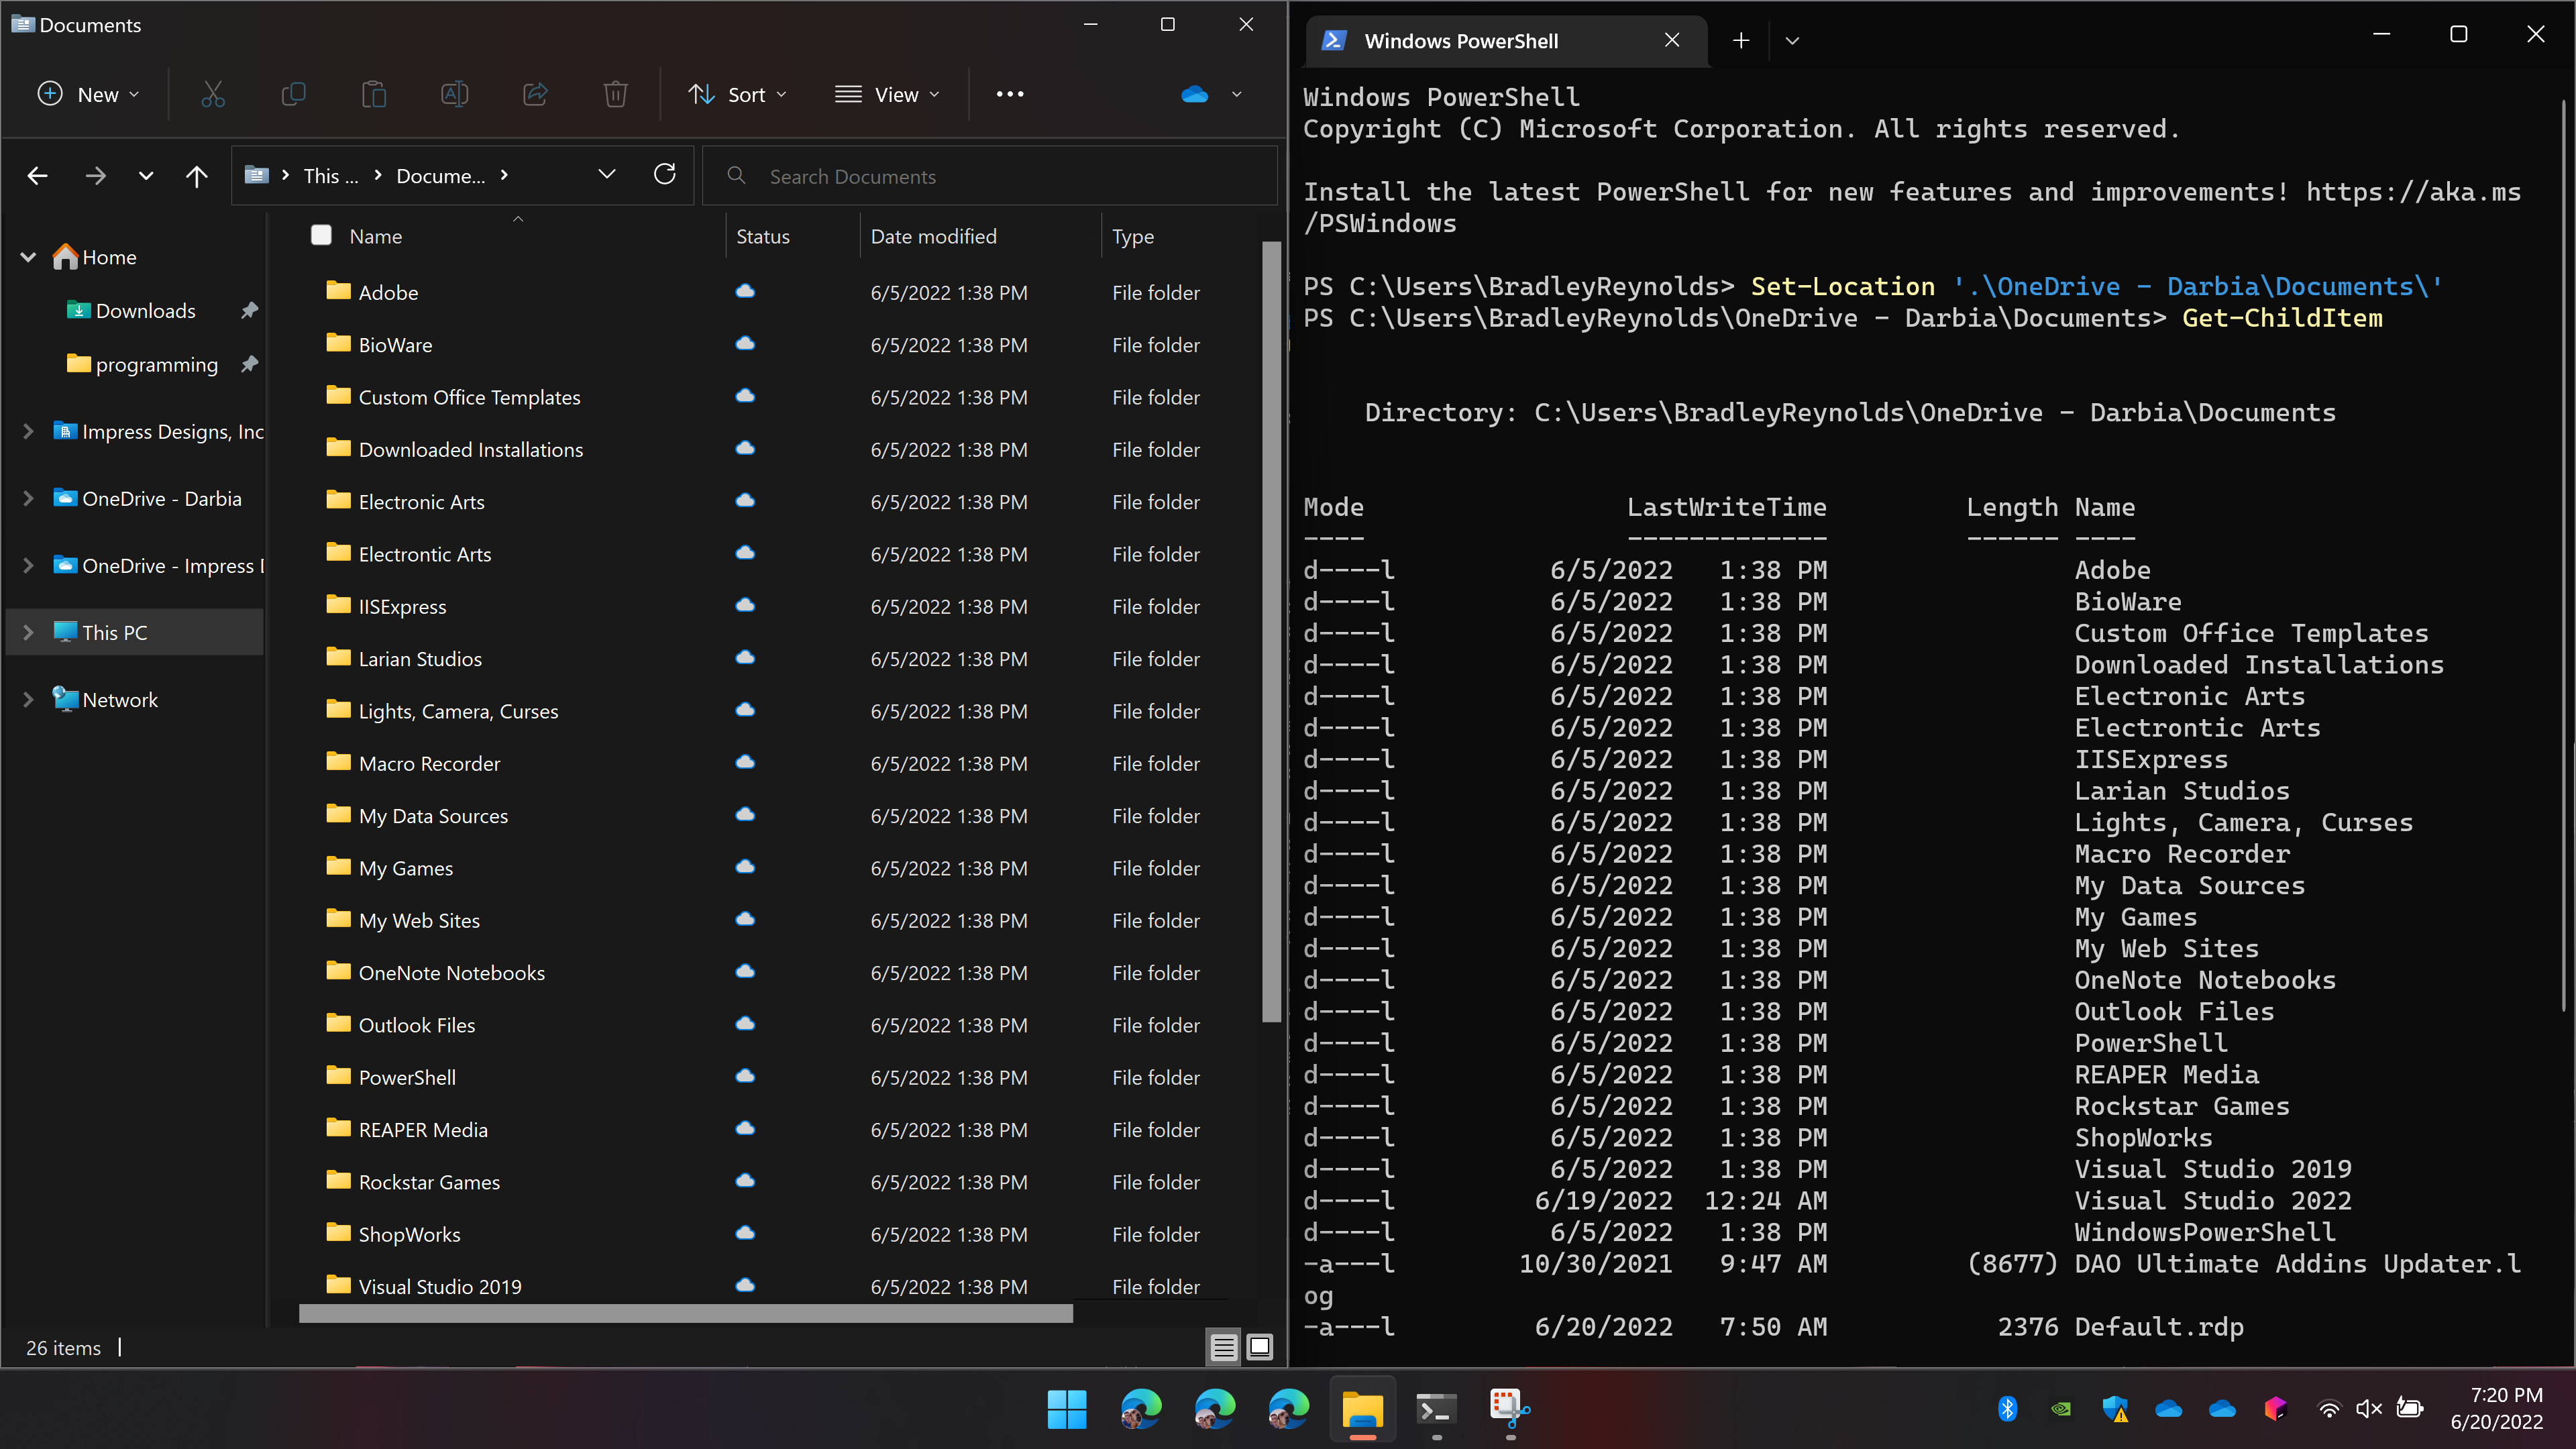 Documents
New
Sort
View
This ...
Docume...
Search Documents
Home
Downloads
programming
Impress Designs, Inc
OneDrive - Darbia
OneDrive - Impress D
This PC
Network
Name Status Date modified Type
Adobe 6/5/2022 1:38 PM File folder
BioWare 6/5/2022 1:38 PM File folder
Custom Office Templates 6/5/2022 1:38 PM File folder
Downloaded Installations 6/5/2022 1:38 PM File folder
Electronic Arts 6/5/2022 1:38 PM File folder
Electrontic Arts 6/5/2022 1:38 PM File folder
IISExpress 6/5/2022 1:38 PM File folder
Larian Studios 6/5/2022 1:38 PM File folder
Lights, Camera, Curses 6/5/2022 1:38 PM File folder
Macro Recorder 6/5/2022 1:38 PM File folder
My Data Sources 6/5/2022 1:38 PM File folder
My Games 6/5/2022 1:38 PM File folder
My Web Sites 6/5/2022 1:38 PM File folder
OneNote Notebooks 6/5/2022 1:38 PM File folder
Outlook Files 6/5/2022 1:38 PM File folder
PowerShell 6/5/2022 1:38 PM File folder
REAPER Media 6/5/2022 1:38 PM File folder
Rockstar Games 6/5/2022 1:38 PM File folder
ShopWorks 6/5/2022 1:38 PM File folder
Visual Studio 2019 6/5/2022 1:38 PM File folder
26 items
Windows PowerShell
Windows PowerShell
Copyright (C) Microsoft Corporation. All rights reserved.
Install the latest PowerShell for new features and improvements! https://aka.ms
/PSWindows
PS C:\Users\BradleyReynolds> Set-Location '.\OneDrive - Darbia\Documents\'
PS C:\Users\BradleyReynolds\OneDrive - Darbia\Documents> Get-ChildItem
Directory: C:\Users\BradleyReynolds\OneDrive - Darbia\Documents
Mode LastWriteTime Length Name
---- ------------- ------ ----
d----l 6/5/2022 1:38 PM Adobe
d----l 6/5/2022 1:38 PM BioWare
d----l 6/5/2022 1:38 PM Custom Office Templates
d----l 6/5/2022 1:38 PM Downloaded Installations
d----l 6/5/2022 1:38 PM Electronic Arts
d----l 6/5/2022 1:38 PM Electrontic Arts
d----l 6/5/2022 1:38 PM IISExpress
d----l 6/5/2022 1:38 PM Larian Studios
d----l 6/5/2022 1:38 PM Lights, Camera, Curses
d----l 6/5/2022 1:38 PM Macro Recorder
d----l 6/5/2022 1:38 PM My Data Sources
d----l 6/5/2022 1:38 PM My Games
d----l 6/5/2022 1:38 PM My Web Sites
d----l 6/5/2022 1:38 PM OneNote Notebooks
d----l 6/5/2022 1:38 PM Outlook Files
d----l 6/5/2022 1:38 PM PowerShell
d----l 6/5/2022 1:38 PM REAPER Media
d----l 6/5/2022 1:38 PM Rockstar Games
d----l 6/5/2022 1:38 PM ShopWorks
d----l 6/5/2022 1:38 PM Visual Studio 2019
d----l 6/19/2022 12:24 AM Visual Studio 2022
d----l 6/5/2022 1:38 PM WindowsPowerShell
-a---l 10/30/2021 9:47 AM (8677) DAO Ultimate Addins Updater.l
og
-a---l 6/20/2022 7:50 AM 2376 Default.rdp
7:20 PM
6/20/2022